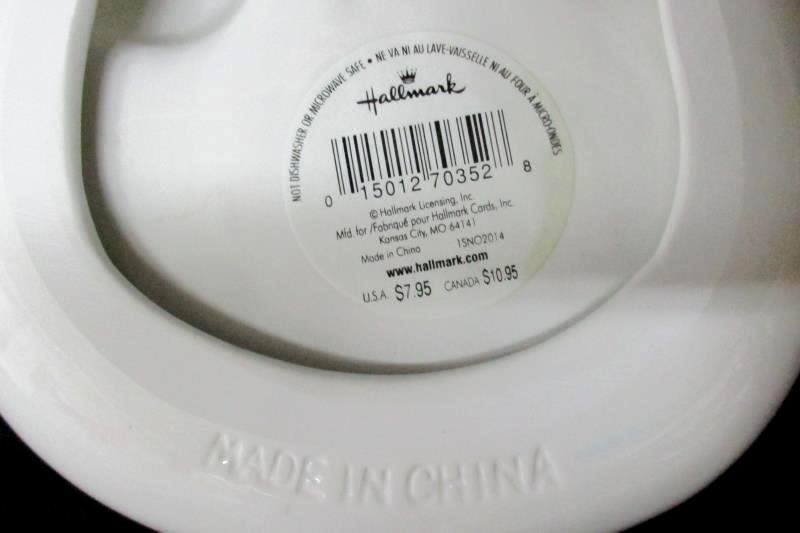 NOT DISHWASHER OR MICROWAVE SAFE • NE VA NI AU LAVE-VAISSELLE NI AU FOUR À MICRO-ONDES
Hallmark
0 15012 70352 8
© Hallmark Licensing, Inc.
Mfd. for /Fabriqué pour Hallmark Cards, Inc.
Kansas City, MO 64141
Made in China 1SNO2014
www.hallmark.com
U.S.A. $7.95 CANADA $10.95
MADE IN CHINA